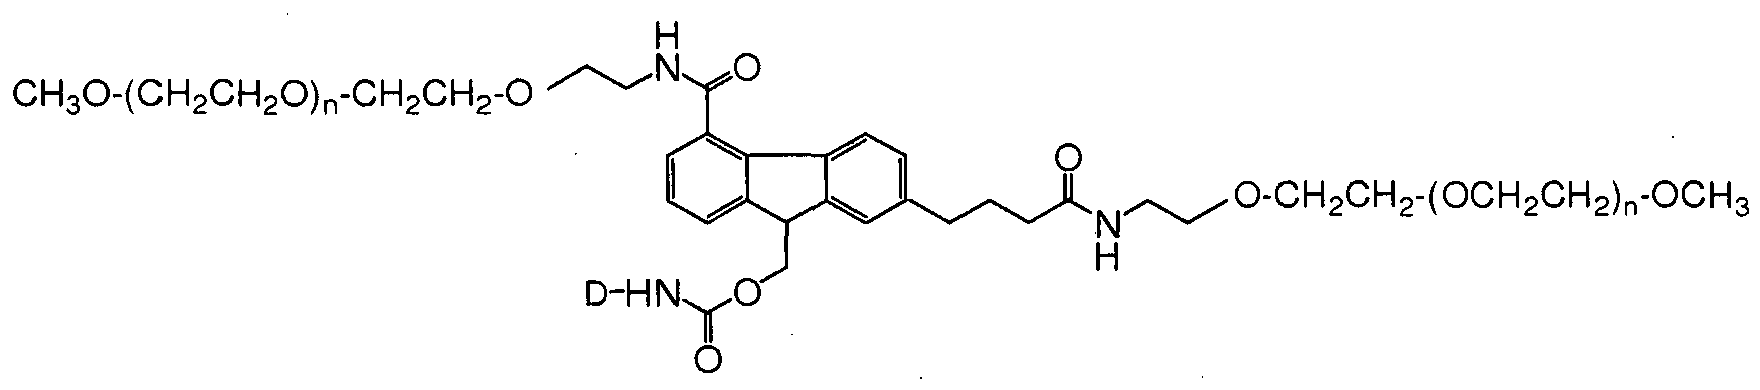 H
N
O
CH3O-(CH2CH2O)n-CH2CH2-O
O
O-CH2CH2-(OCH2CH2)n-OCH3
N
H
D-HN
O
O